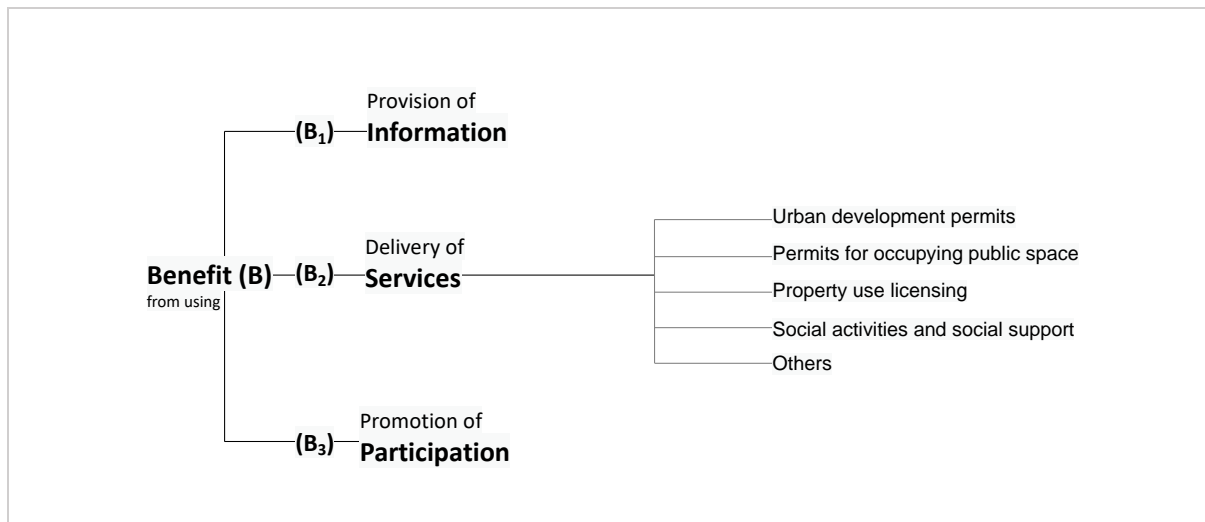 Provision of
(B₁) Information
Delivery of
Benefit (B) (B₂) Services
from using
Urban development permits
Permits for occupying public space
Property use licensing
Social activities and social support
Others
Promotion of
(B₃) Participation